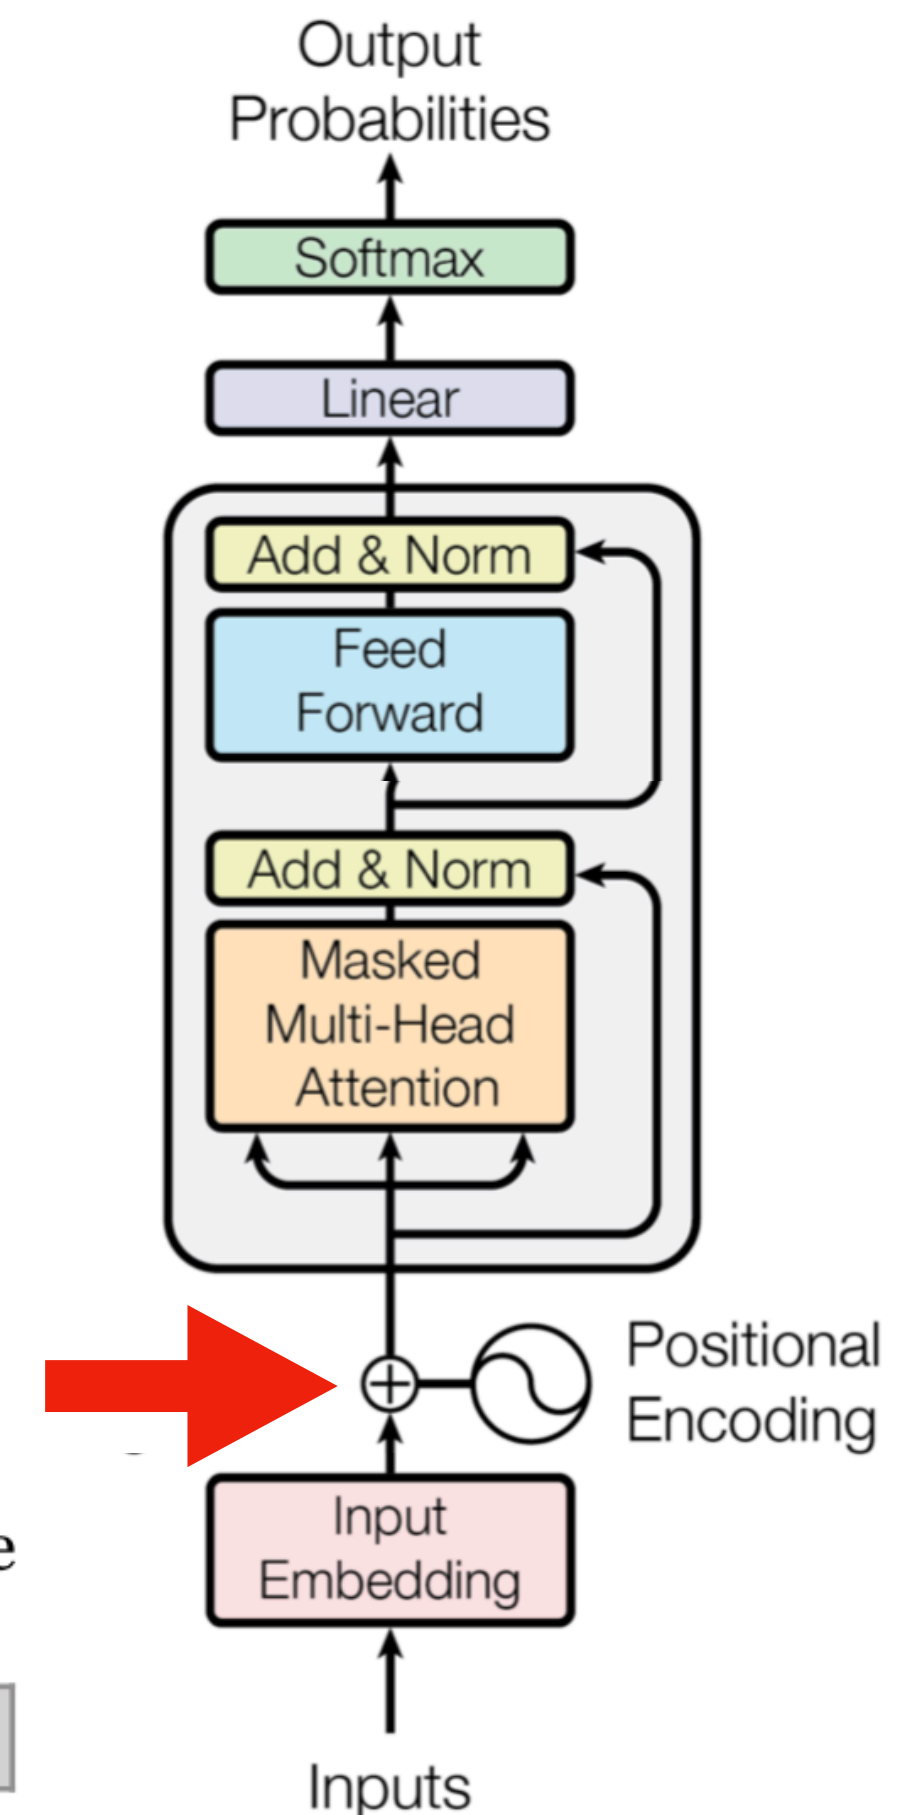 Output
Probabilities
Softmax
Linear
Add & Norm
Feed
Forward
Add & Norm
Masked
Multi-Head
Attention
Positional
Encoding
Input
Embedding
e
Inputs